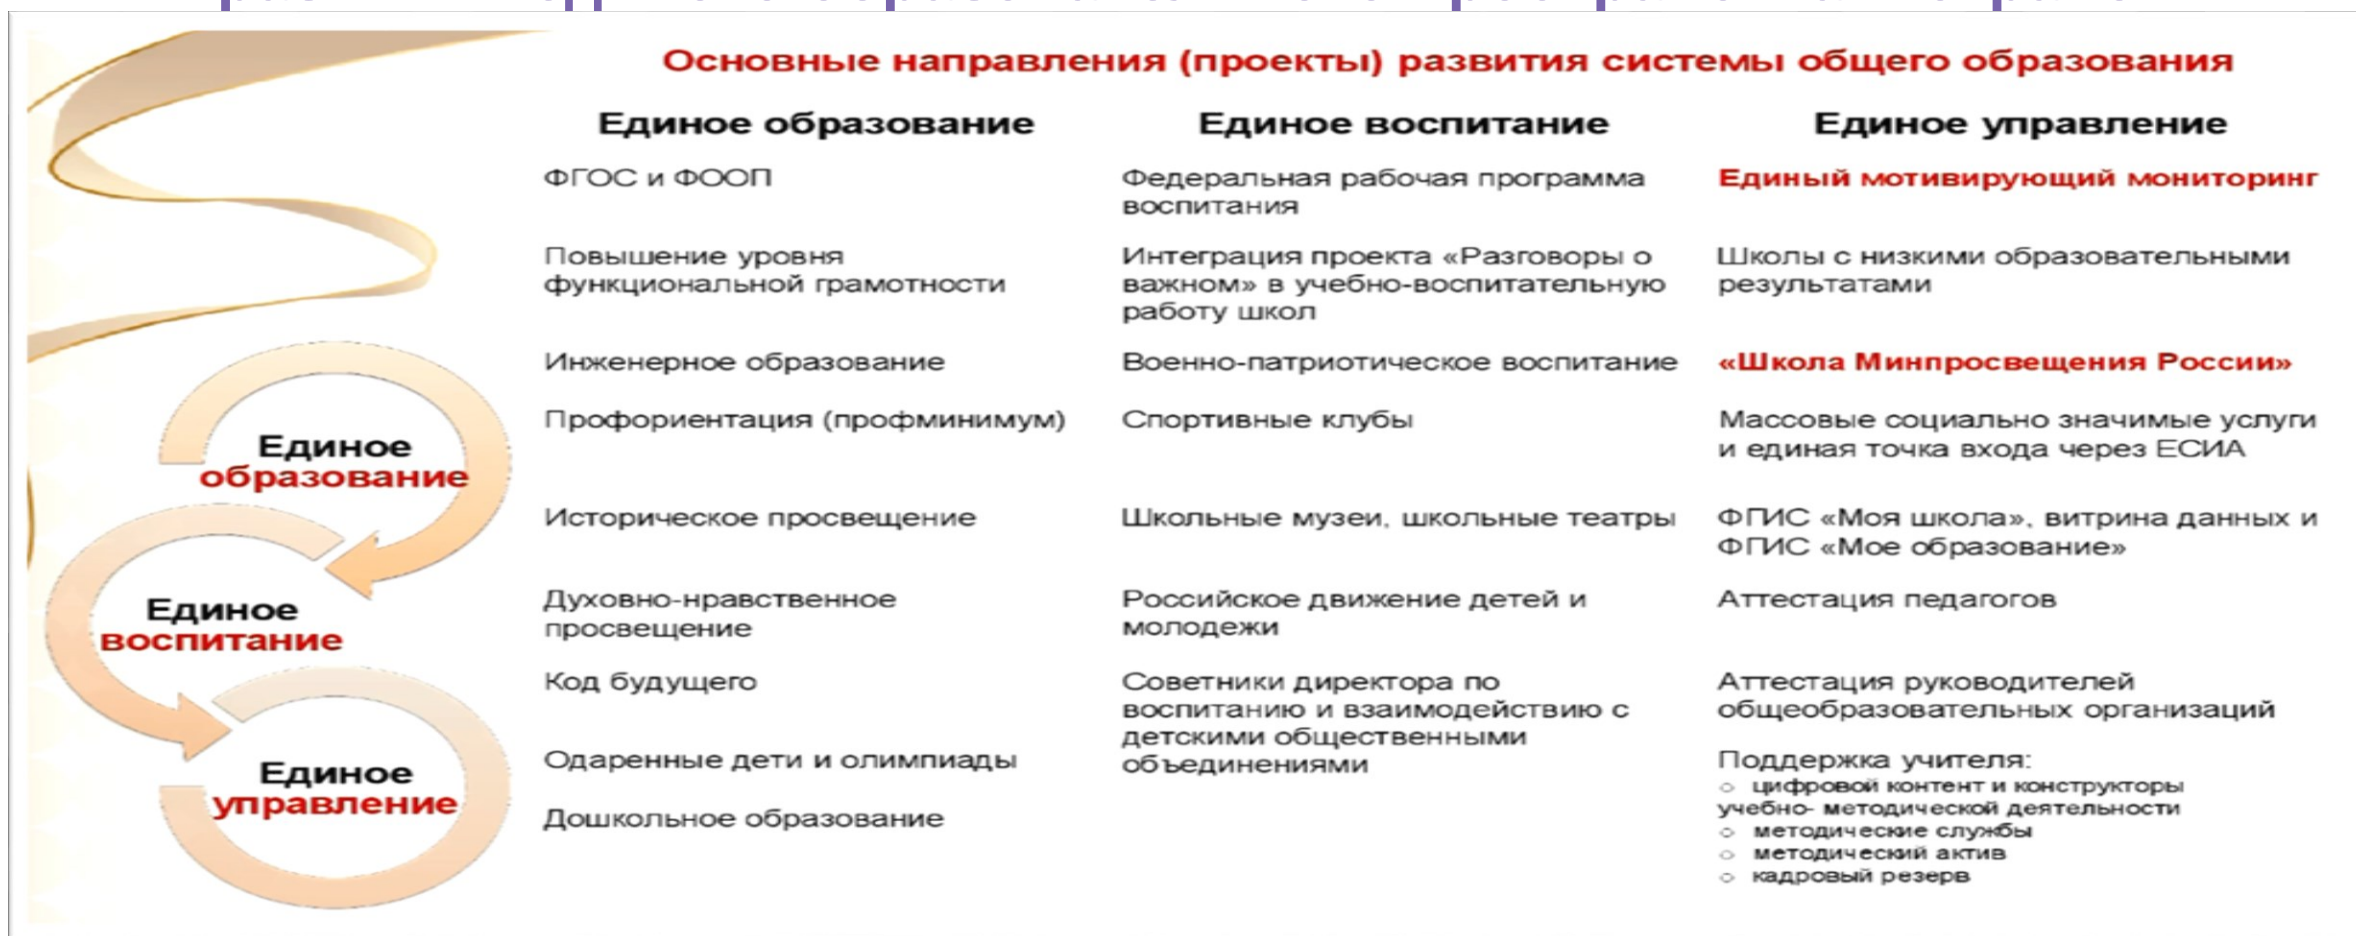 Основные направления (проекты) развития системы общего образования
Единое образование
ФГОС и ФООП
Повышение уровня
функциональной грамотности
Инженерное образование
Профориентация (профминимум)
Историческое просвещение
Духовно-нравственное
просвещение
Код будущего
Одаренные дети и олимпиады
Дошкольное образование
Единое воспитание
Федеральная рабочая программа
воспитания
Интеграция проекта «Разговоры о
важном» в учебно-воспитательную
работу школ
Военно-патриотическое воспитание
Спортивные клубы
Школьные музеи, школьные театры
Российское движение детей и
молодежи
Советники директора по
воспитанию и взаимодействию с
детскими общественными
объединениями
Единое управление
Единый мотивирующий мониторинг
Школы с низкими образовательными
результатами
«Школа Минпросвещения России»
Массовые социально значимые услуги
и единая точка входа через ЕСИА
ФГИС «Моя школа», витрина данных и
ФГИС «Мое образование»
Аттестация педагогов
Аттестация руководителей
общеобразовательных организаций
Поддержка учителя:
○ цифровой контент и конструкторы
учебно- методической деятельности
○ методические службы
○ методический актив
○ кадровый резерв
Единое
образование
Единое
воспитание
Единое
управление